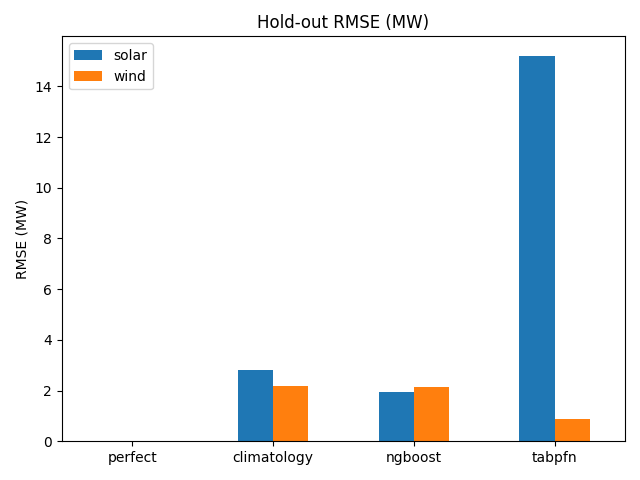 Hold-out RMSE (MW)
solar
wind
RMSE (MW)
14
12
10
8
6
4
2
0
perfect
climatology
ngboost
tabpfn